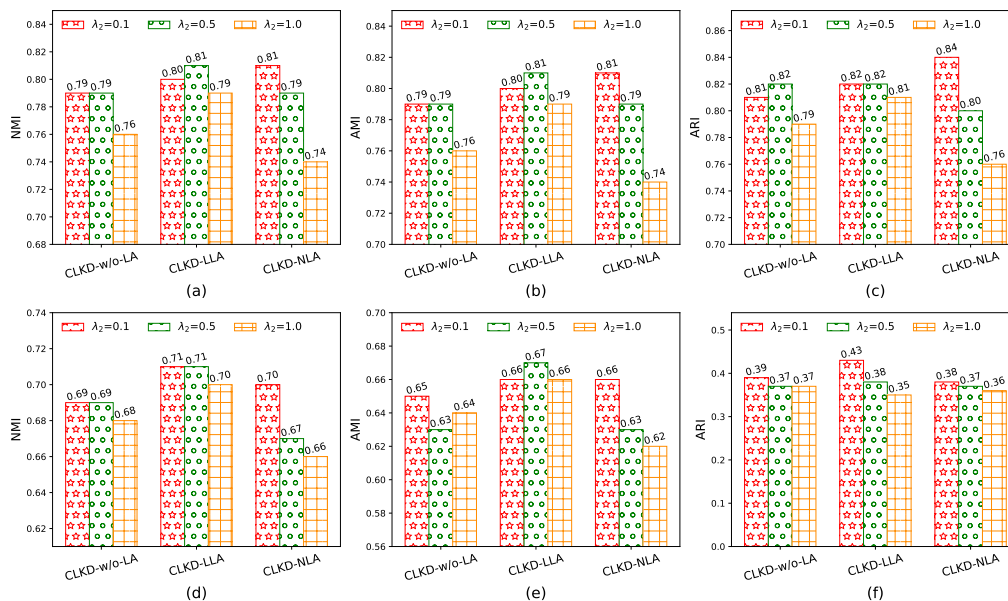 λ2=0.1 λ2=0.5 λ2=1.0
NMI
0.84
0.82
0.80
0.78
0.76
0.74
0.72
0.70
0.68
0.79 0.79 0.76 0.80 0.81 0.79 0.81 0.79 0.74
CLKD-w/o-LA CLKD-LLA CLKD-NLA
(a)
λ2=0.1 λ2=0.5 λ2=1.0
AMI
0.84
0.82
0.80
0.78
0.76
0.74
0.72
0.70
0.79 0.79 0.76 0.80 0.81 0.79 0.81 0.79 0.74
CLKD-w/o-LA CLKD-LLA CLKD-NLA
(b)
λ2=0.1 λ2=0.5 λ2=1.0
ARI
0.86
0.84
0.82
0.80
0.78
0.76
0.74
0.72
0.70
0.81 0.82 0.79 0.82 0.82 0.81 0.84 0.80 0.76
CLKD-w/o-LA CLKD-LLA CLKD-NLA
(c)
λ2=0.1 λ2=0.5 λ2=1.0
NMI
0.74
0.72
0.70
0.68
0.66
0.64
0.62
0.69 0.69 0.68 0.71 0.71 0.70 0.70 0.67 0.66
CLKD-w/o-LA CLKD-LLA CLKD-NLA
(d)
λ2=0.1 λ2=0.5 λ2=1.0
AMI
0.70
0.68
0.66
0.64
0.62
0.60
0.58
0.56
0.65 0.63 0.64 0.66 0.67 0.66 0.66 0.63 0.62
CLKD-w/o-LA CLKD-LLA CLKD-NLA
(e)
λ2=0.1 λ2=0.5 λ2=1.0
ARI
0.5
0.4
0.3
0.2
0.1
0.0
0.39 0.37 0.37 0.43 0.38 0.35 0.38 0.37 0.36
CLKD-w/o-LA CLKD-LLA CLKD-NLA
(f)